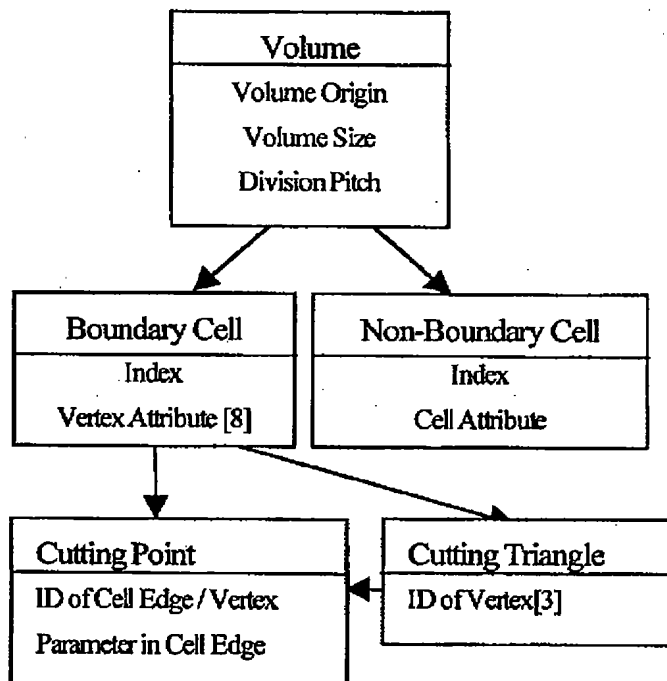 Volume
Volume Origin
Volume Size
Division Pitch
Boundary Cell
Index
Vertex Attribute [8]
Non-Boundary Cell
Index
Cell Attribute
Cutting Point
ID of Cell Edge / Vertex
Parameter in Cell Edge
Cutting Triangle
ID of Vertex[3]